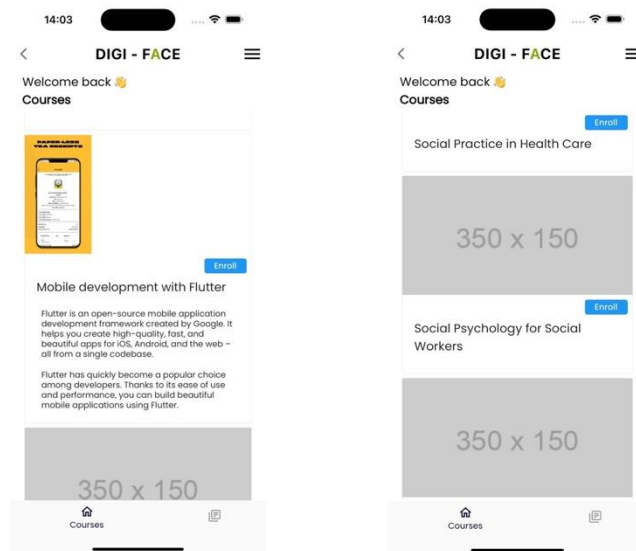 14:03
DIGI - FACE
Welcome back 👋
Courses
PAPER-LESS
TEA RECEIPTS
Enroll
Mobile development with Flutter
Flutter is an open-source mobile application
development framework created by Google. It
helps you create high-quality, fast, and
beautiful apps for iOS, Android, and the web –
all from a single codebase.
Flutter has quickly become a popular choice
among developers. Thanks to its ease of use
and performance, you can build beautiful
mobile applications using Flutter.
350 x 150
Courses
14:03
DIGI - FACE
Welcome back 👋
Courses
Enroll
Social Practice in Health Care
350 x 150
Enroll
Social Psychology for Social
Workers
350 x 150
Courses